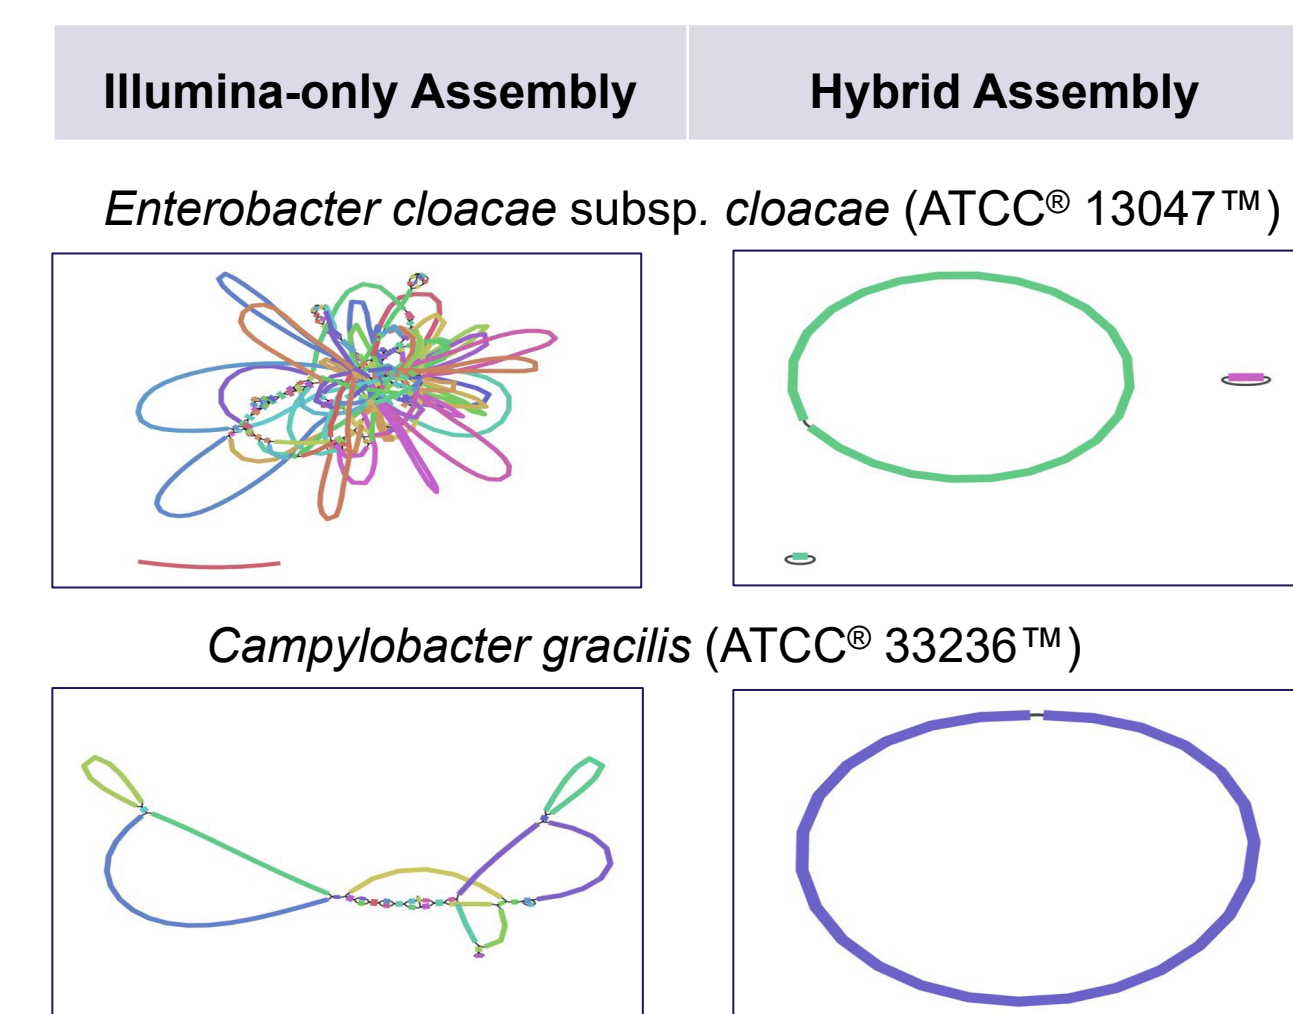 Illumina-only Assembly
Hybrid Assembly
Enterobacter cloacae subsp. cloacae (ATCC® 13047™)
Campylobacter gracilis (ATCC® 33236™)